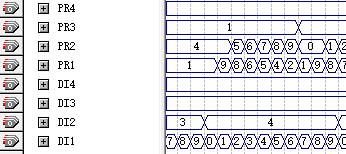 PR4
PR3 1
PR2 4 5 6 7 8 9 0 1 2
PR1 1 9 8 6 5 4 2 1 9 8 7
DI4
DI3
DI2 3 4
DI1 7 8 9 0 1 2 3 4 5 6 7 8 9 0